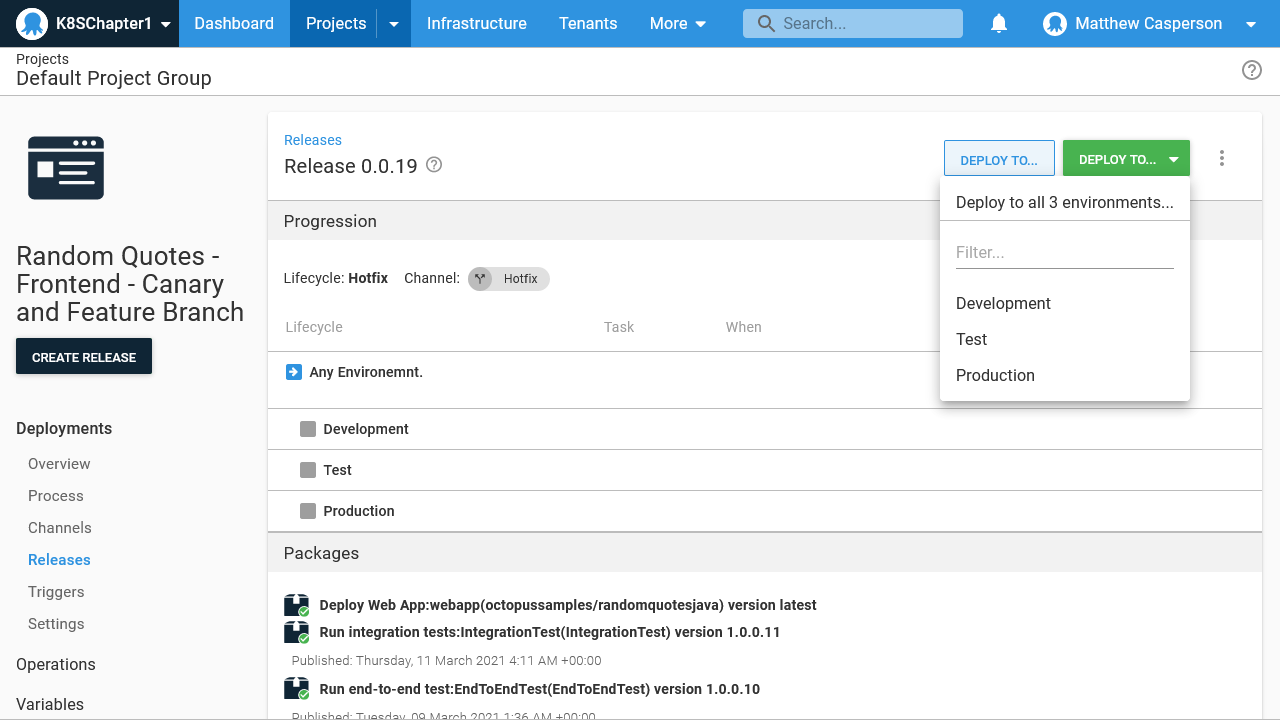 K8SChapter1
Dashboard
Projects
Infrastructure
Tenants
More
Search...
Matthew Casperson
Projects
Default Project Group
Random Quotes -
Frontend - Canary
and Feature Branch
CREATE RELEASE
Deployments
Overview
Process
Channels
Releases
Triggers
Settings
Operations
Variables
Releases
Release 0.0.19
DEPLOY TO...
DEPLOY TO...
Deploy to all 3 environments...
Filter...
Development
Test
Production
Progression
Lifecycle: Hotfix Channel: Hotfix
Lifecycle Task When
Any Environemnt.
Development
Test
Production
Packages
Deploy Web App:webapp(octopussamples/randomquotesjava) version latest
Run integration tests:IntegrationTest(IntegrationTest) version 1.0.0.11
Published: Thursday, 11 March 2021 4:11 AM +00:00
Run end-to-end test:EndToEndTest(EndToEndTest) version 1.0.0.10
Published: Tuesday, 09 March 2021 1:36 AM +00:00